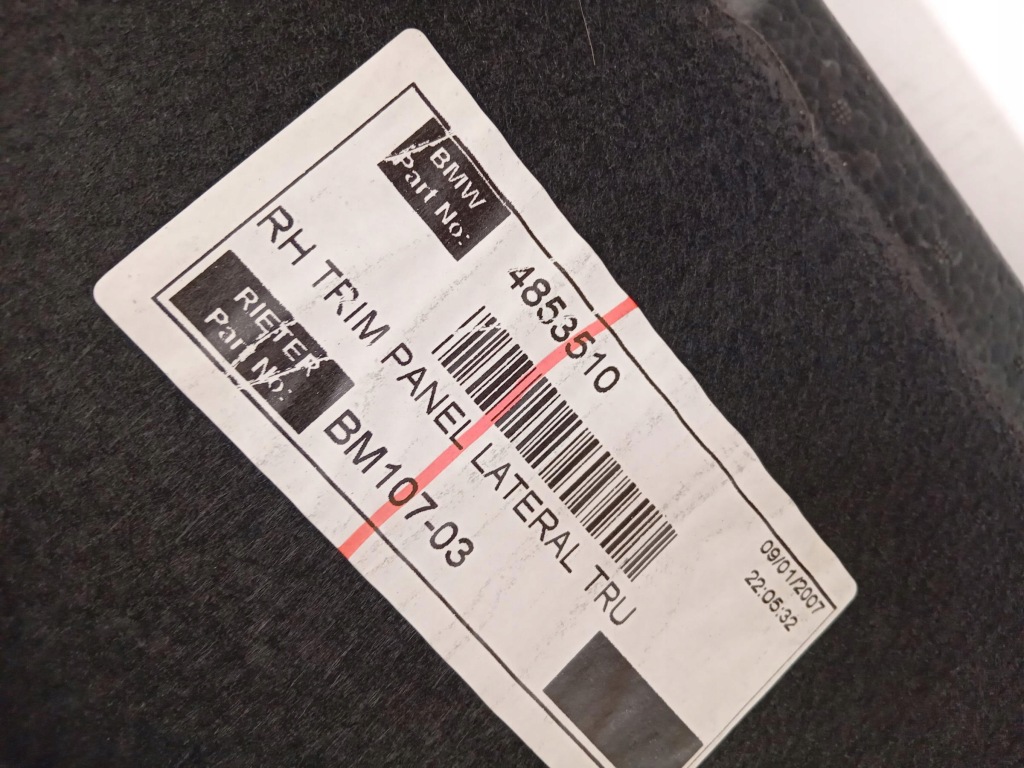 BMW
Part No:
4853510
RH TRIM PANEL LATERAL TRU
RIETER
Part No:
BM107-03
09/01/2007
22:05:32